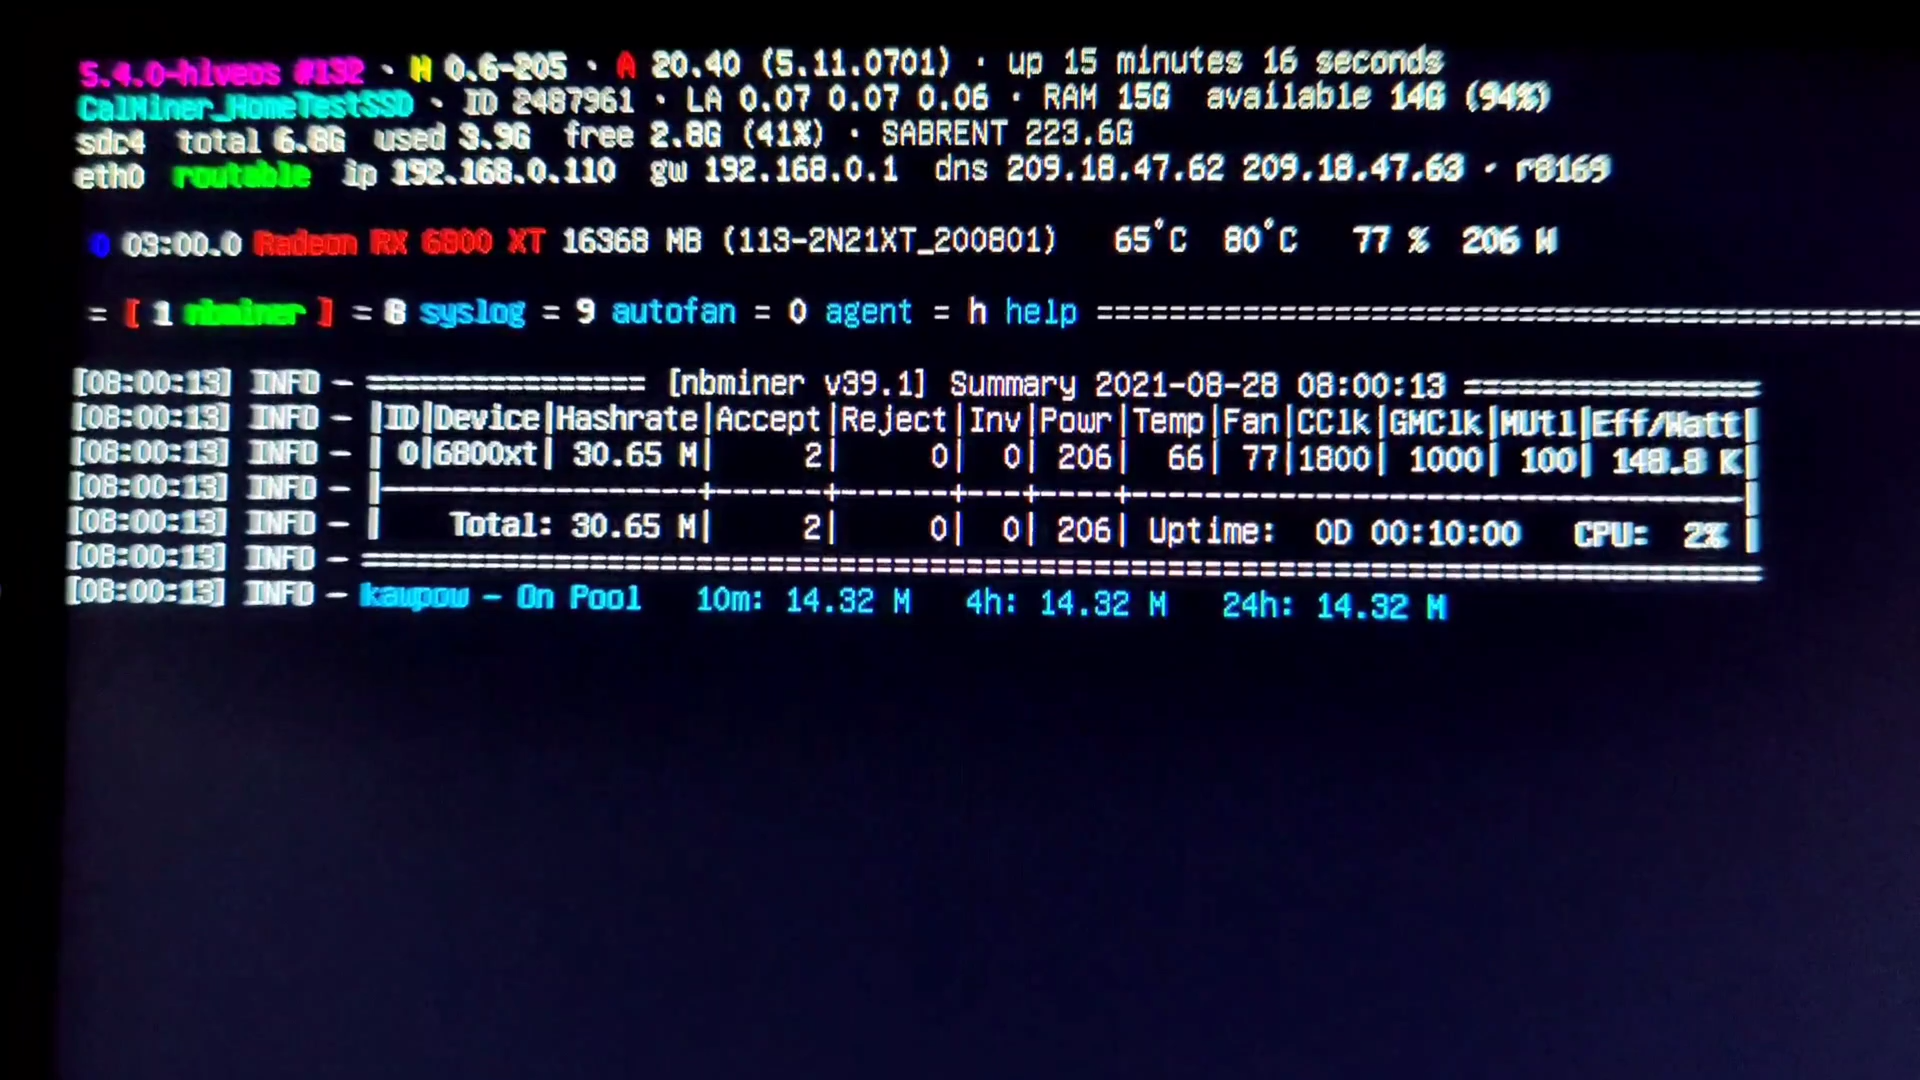 5.4.0-hiveos #132 · H 0.6-205 · A 20.40 (5.11.0701) · up 15 minutes 16 seconds
CalMiner_HomeTestSSD · ID 2487961 · LA 0.07 0.07 0.06 · RAM 15G available 14G (94%)
sdc4 total 6.8G used 3.9G free 2.8G (41%) · SABRENT 223.6G
eth0 routable ip 192.168.0.110 gw 192.168.0.1 dns 209.18.47.62 209.18.47.63 · r8169
0 03:00.0 Radeon RX 6800 XT 16368 MB (113-2N21XT_200801) 65°C 80°C 77 % 206 W
= [ 1 nbminer ] = 8 syslog = 9 autofan = 0 agent = h help ==============================================
[08:00:13] INFO - ================ [nbminer v39.1] Summary 2021-08-28 08:00:13 =================
[08:00:13] INFO - |ID|Device|Hashrate|Accept|Reject|Inv|Powr|Temp|Fan|CClk|GMClk|MUtl|Eff/Watt|
[08:00:13] INFO - | 0|6800xt| 30.65 M| 2| 0| 0| 206| 66| 77|1800| 1000| 100| 148.8 K|
[08:00:13] INFO - |------------------+------+------+---+----+-----------------------------------|
[08:00:13] INFO - | Total: 30.65 M| 2| 0| 0| 206| Uptime: 0D 00:10:00 CPU: 2% |
[08:00:13] INFO - ===============================================================================
[08:00:13] INFO - kawpow - On Pool 10m: 14.32 M 4h: 14.32 M 24h: 14.32 M